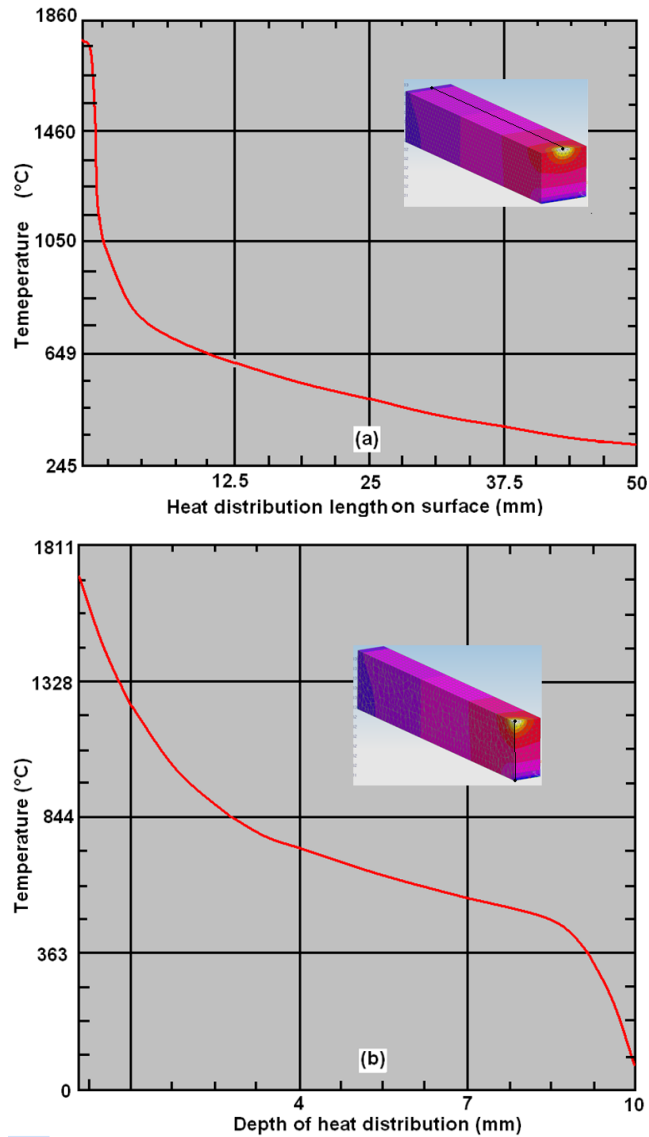 1860
1460
1050
649
245
Temeperature (°C)
(a)
12.5 25 37.5 50
Heat distribution length on surface (mm)
1811
1328
844
363
0
Temperature (°C)
(b)
4 7 10
Depth of heat distribution (mm)